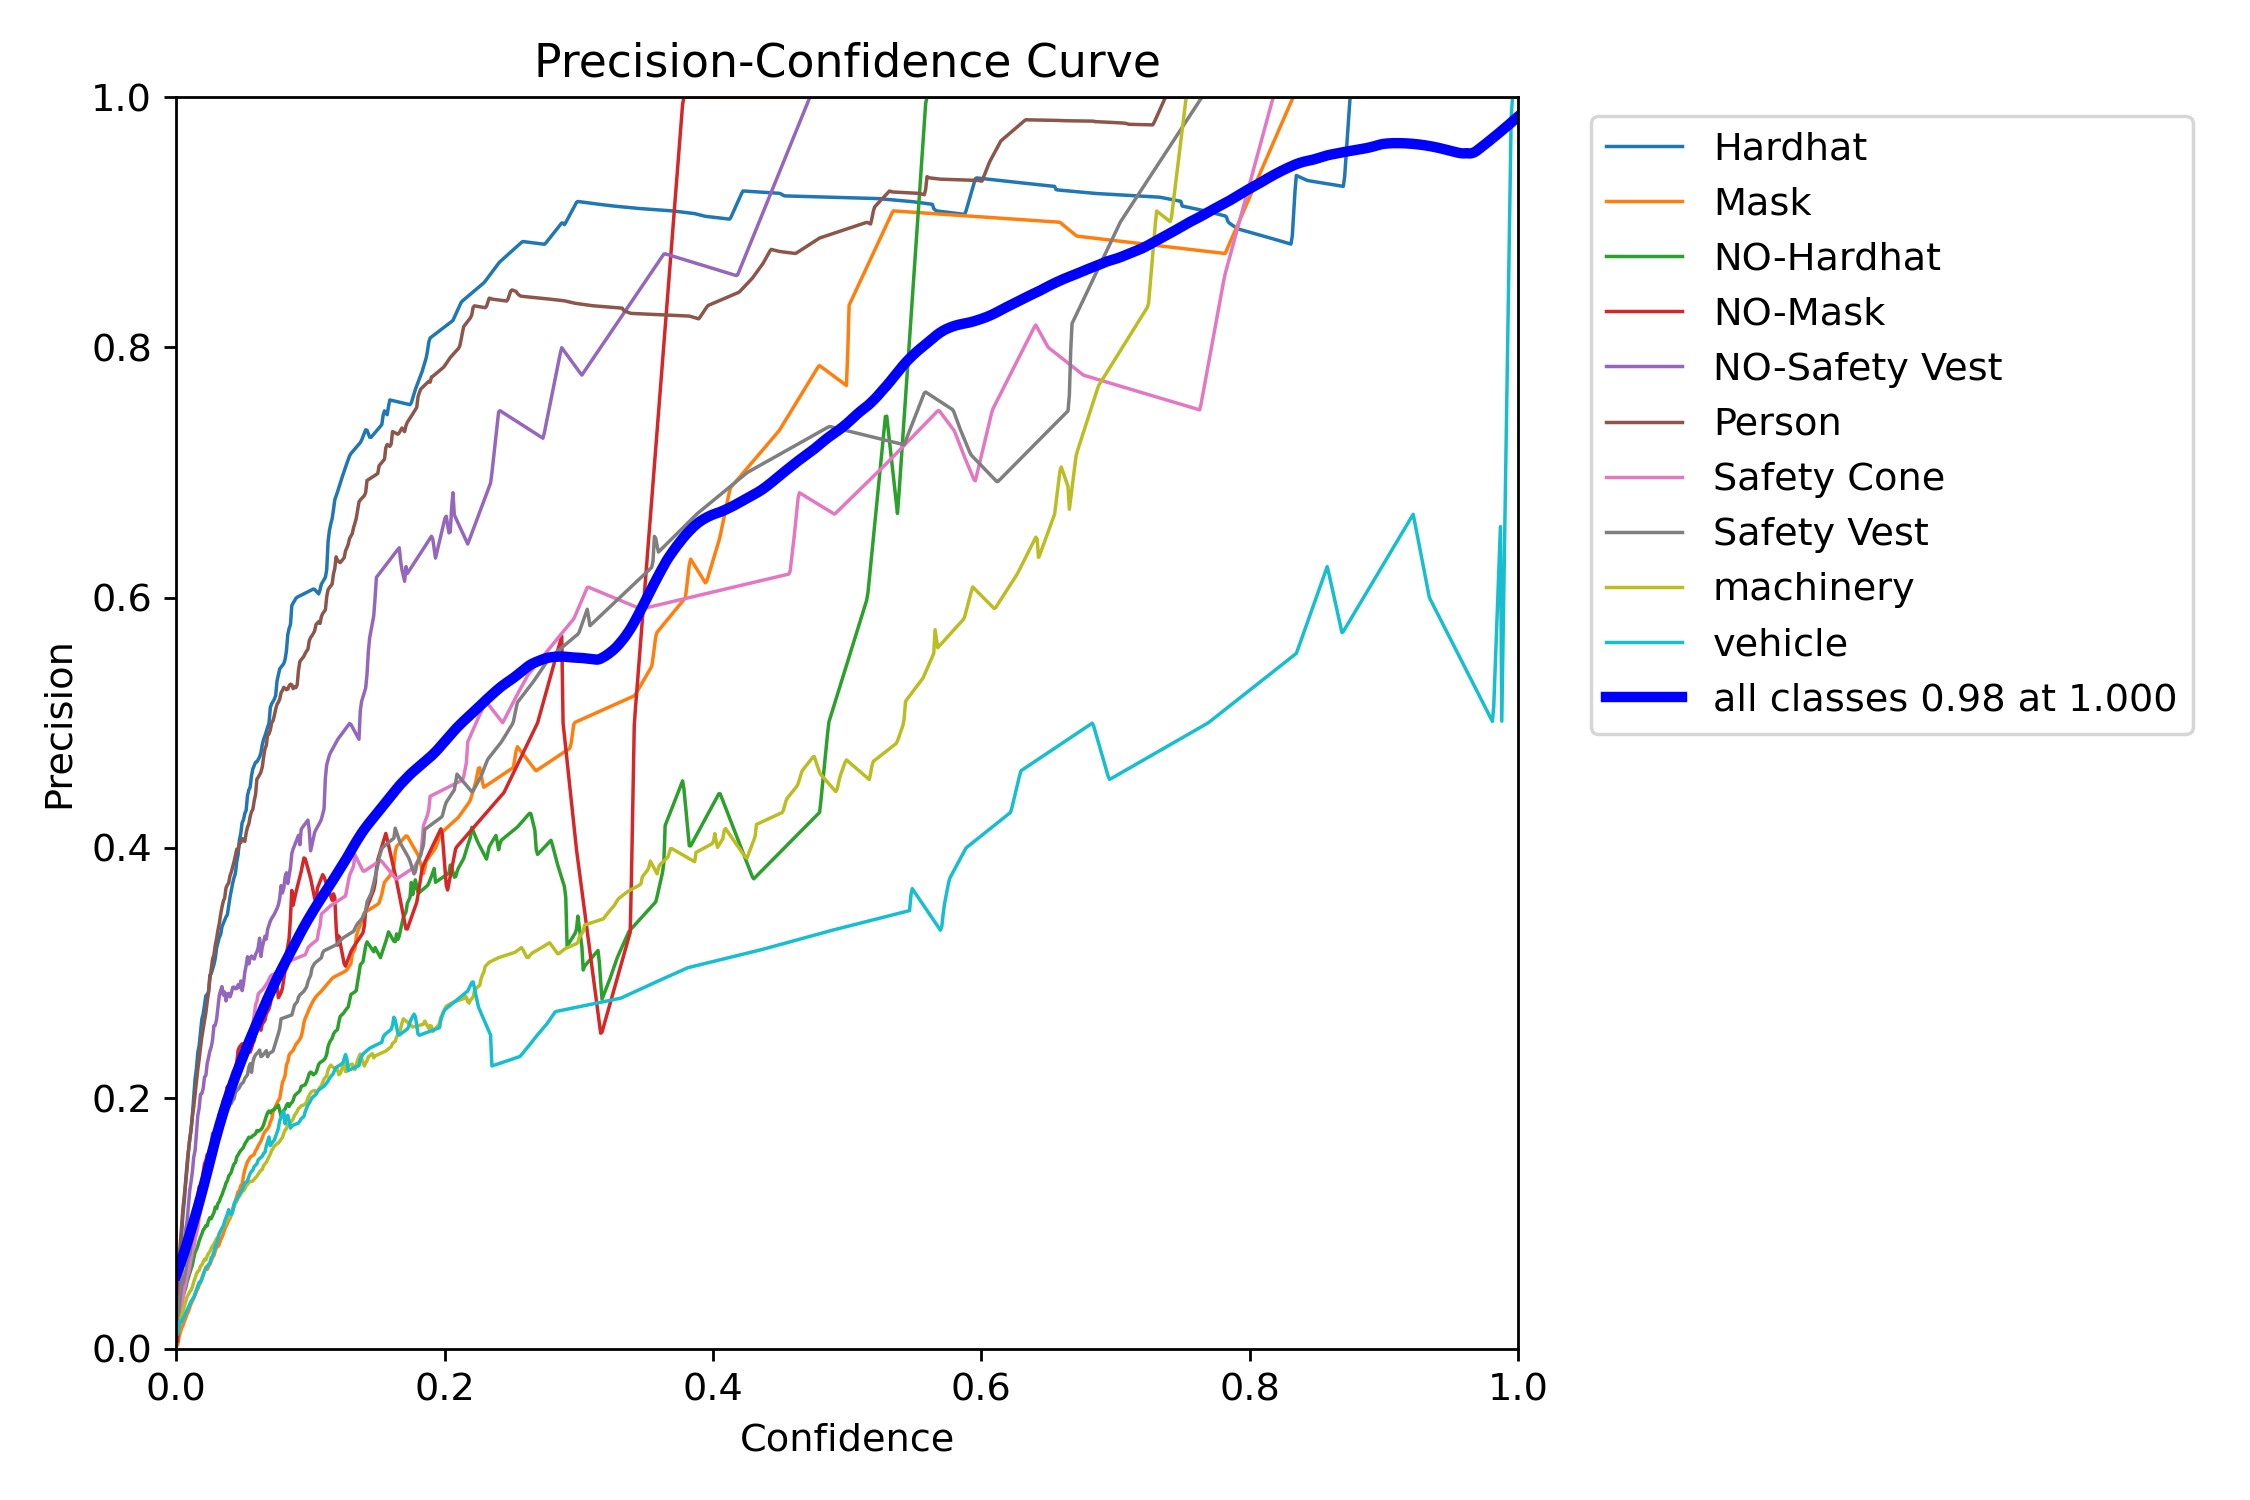 Precision-Confidence Curve
1.0
0.8
0.6
0.4
0.2
0.0
Precision
0.0 0.2 0.4 0.6 0.8 1.0
Confidence
Hardhat
Mask
NO-Hardhat
NO-Mask
NO-Safety Vest
Person
Safety Cone
Safety Vest
machinery
vehicle
all classes 0.98 at 1.000